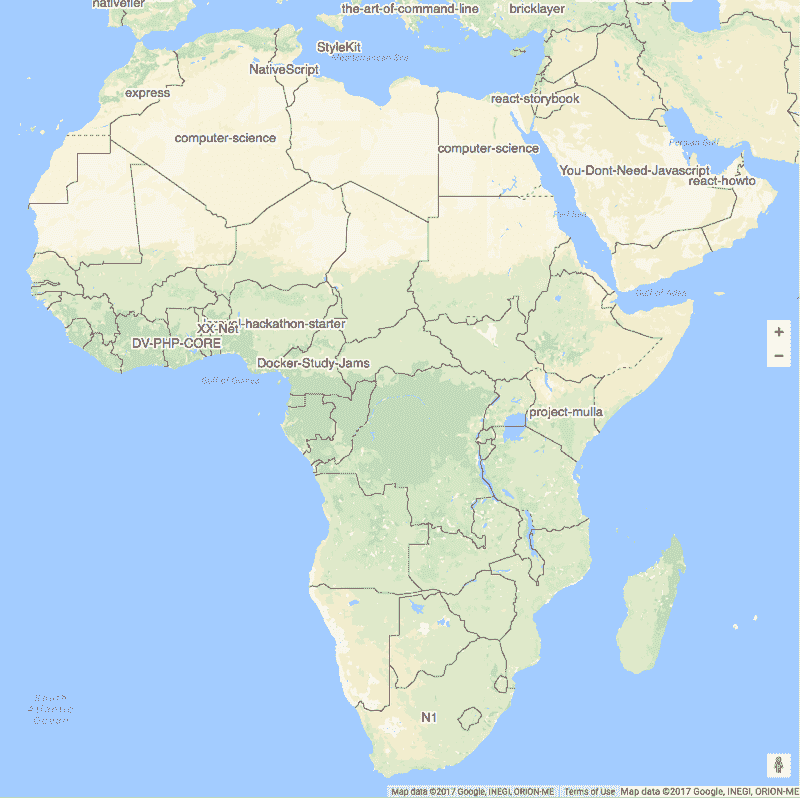 nativefier
the-art-of-command-line
bricklayer
StyleKit
Mediterranean Sea
NativeScript
express
react-storybook
computer-science
computer-science
Persian Gulf
You-Dont-Need-Javascript
react-howto
Red Sea
Gulf of Aden
XX-Net
-hackathon-starter
DV-PHP-CORE
Docker-Study-Jams
Gulf of Guinea
project-mulla
+
−
South
Atlantic
Ocean
N1
Map data ©2017 Google, INEGI, ORION-ME
Terms of Use
Map data ©2017 Google, INEGI, ORION-ME